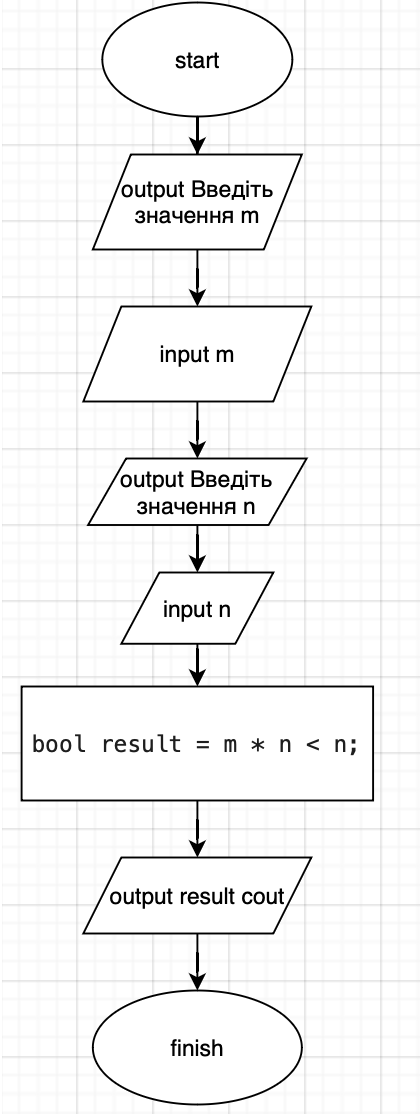 start
output Введіть
значення m
input m
output Введіть
значення n
input n
bool result = m * n < n;
output result cout
finish